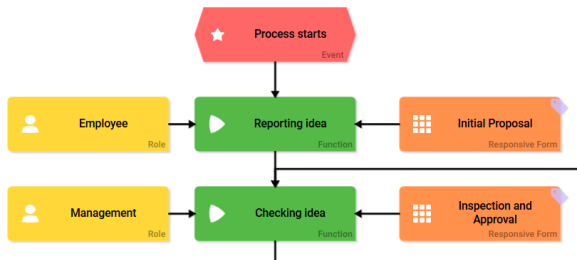 Process starts
Event
Employee
Role
Reporting idea
Function
Initial Proposal
Responsive Form
Management
Role
Checking idea
Function
Inspection and
Approval
Responsive Form